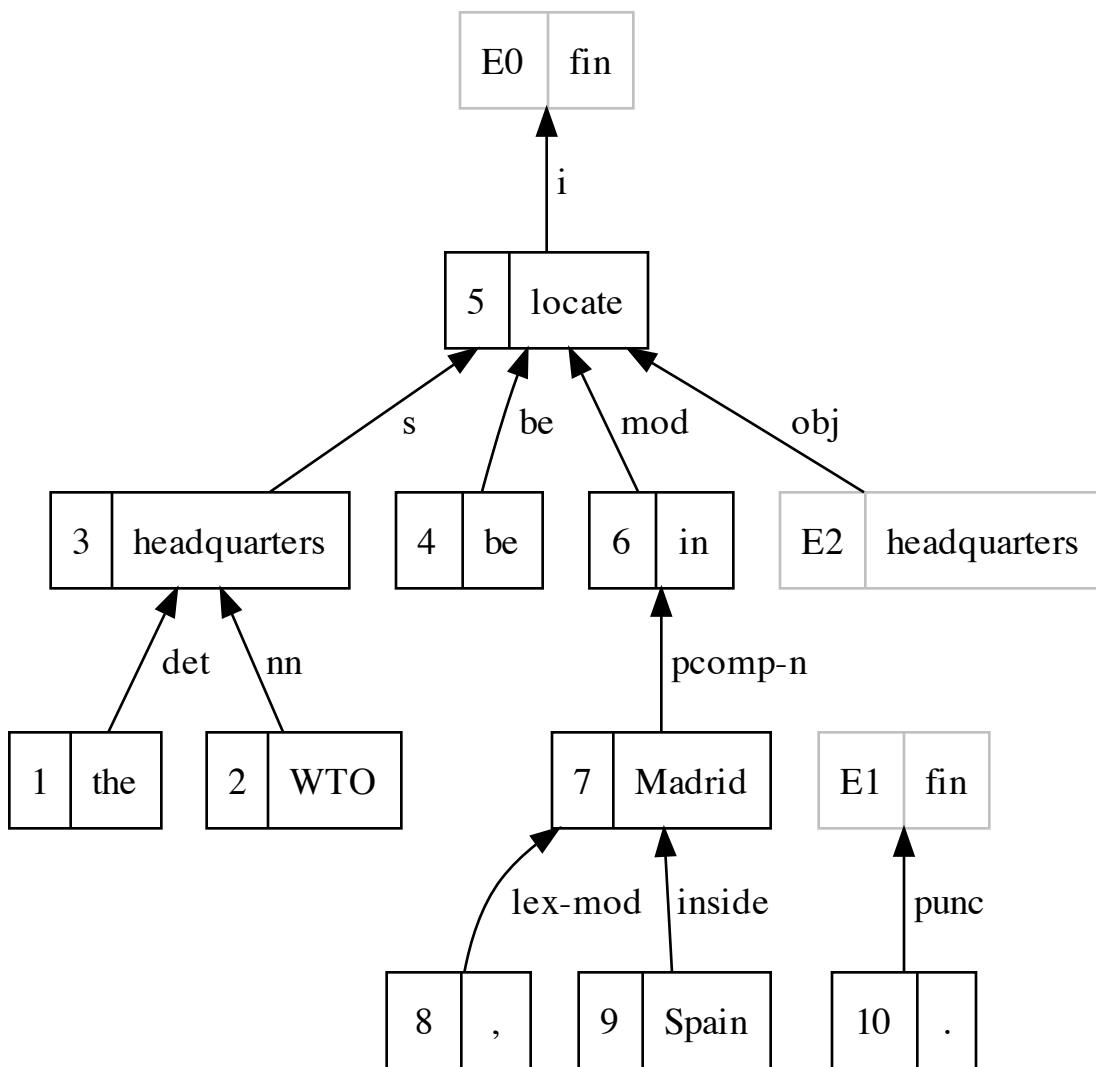 E0 fin
i
5 locate
s be mod obj
3 headquarters 4 be 6 in E2 headquarters
det nn pcomp-n
1 the 2 WTO 7 Madrid E1 fin
lex-mod inside punc
8 , 9 Spain 10 .